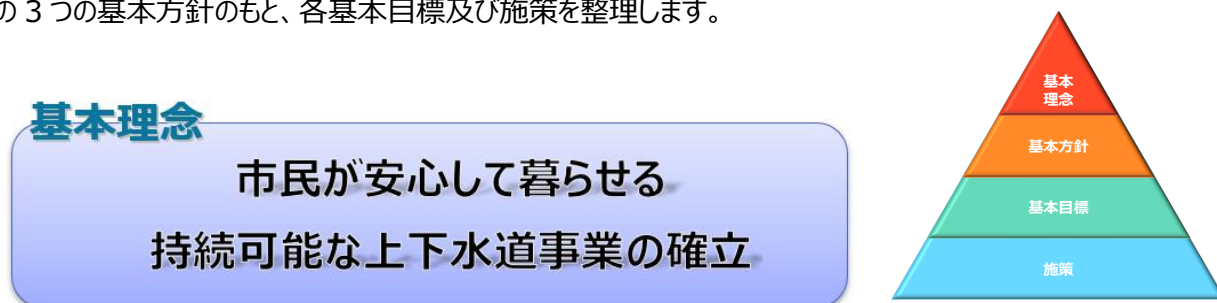 の３つの基本方針のもと、各基本目標及び施策を整理します。
基本理念
市民が安心して暮らせる
持続可能な上下水道事業の確立
基本
理念
基本方針
基本目標
施策